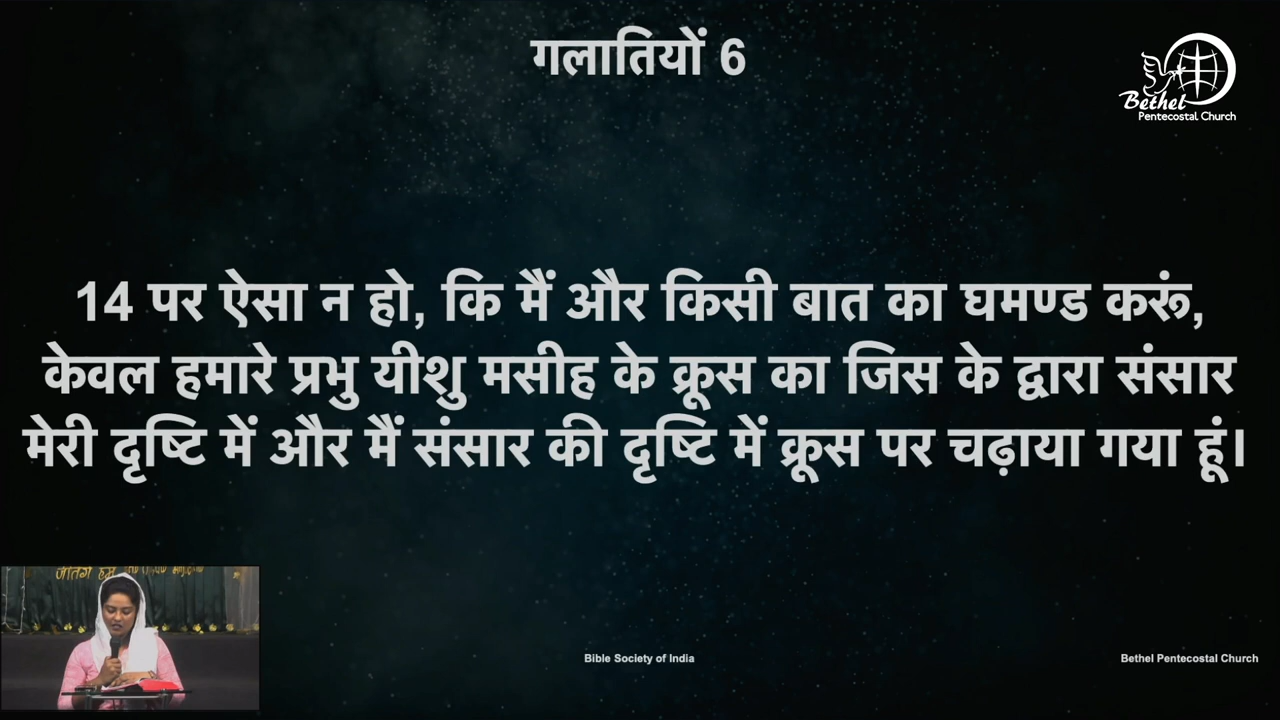 गलातियों 6
Bethel
Pentecostal Church
14 पर ऐसा न हो, कि मैं और किसी बात का घमण्ड करूं,
केवल हमारे प्रभु यीशु मसीह के क्रूस का जिस के द्वारा संसार
मेरी दृष्टि में और मैं संसार की दृष्टि में क्रूस पर चढ़ाया गया हूं।
Bible Society of India
Bethel Pentecostal Church